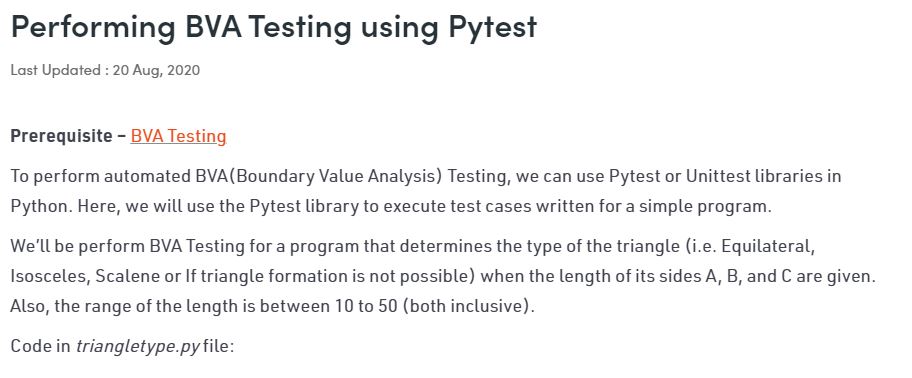 Performing BVA Testing using Pytest
Last Updated : 20 Aug, 2020
Prerequisite – BVA Testing
To perform automated BVA(Boundary Value Analysis) Testing, we can use Pytest or Unittest libraries in
Python. Here, we will use the Pytest library to execute test cases written for a simple program.
We’ll be perform BVA Testing for a program that determines the type of the triangle (i.e. Equilateral,
Isosceles, Scalene or If triangle formation is not possible) when the length of its sides A, B, and C are given.
Also, the range of the length is between 10 to 50 (both inclusive).
Code in triangletype.py file: